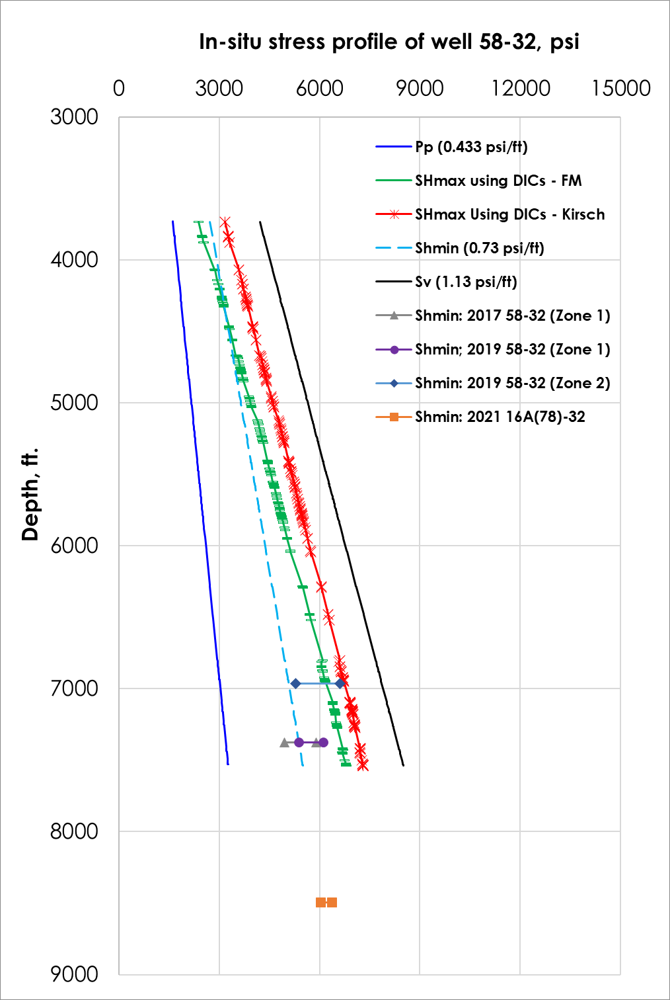 In-situ stress profile of well 58-32, psi
0 3000 6000 9000 12000 15000
3000
Pp (0.433 psi/ft)
SHmax using DICs - FM
SHmax Using DICs - Kirsch
Shmin (0.73 psi/ft)
4000
Sv (1.13 psi/ft)
Shmin: 2017 58-32 (Zone 1)
Shmin; 2019 58-32 (Zone 1)
Shmin: 2019 58-32 (Zone 2)
5000
Shmin: 2021 16A(78)-32
Depth, ft.
6000
7000
8000
9000